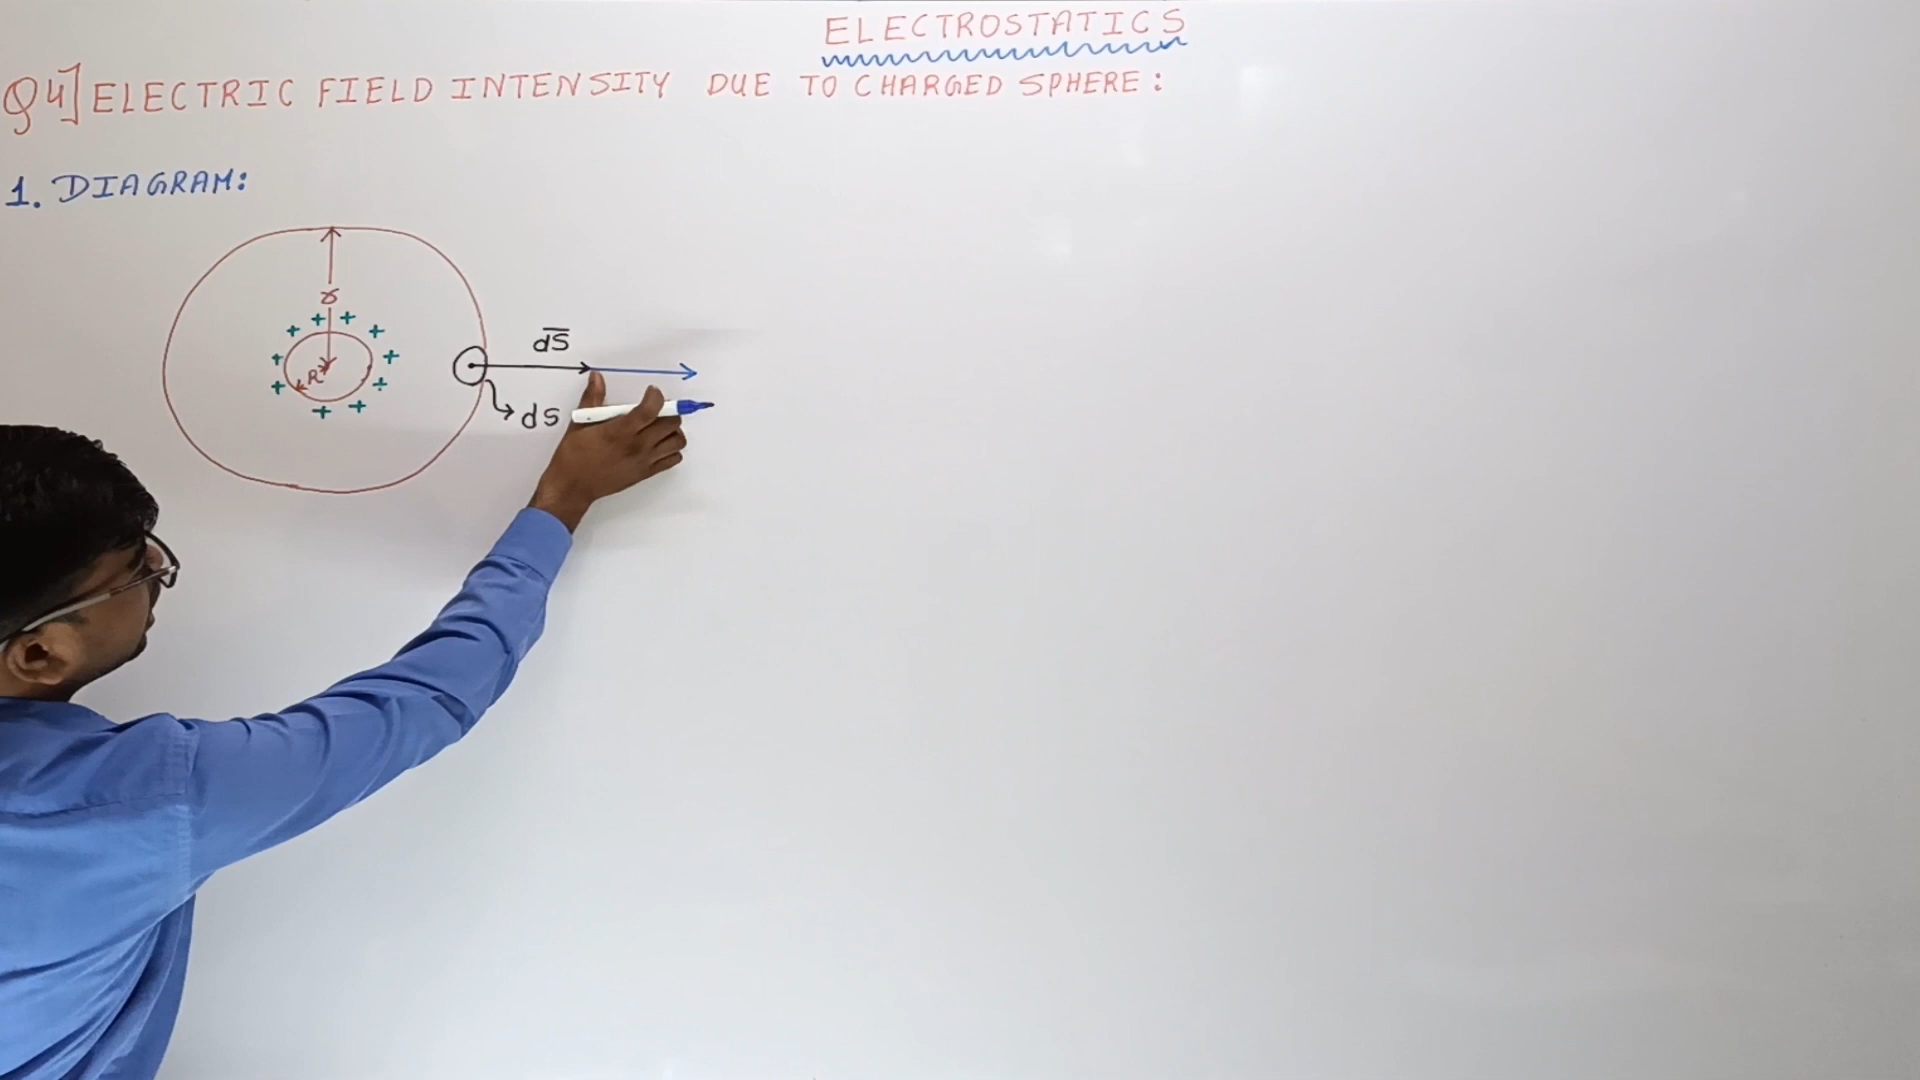 ELECTROSTATICS
Q4] ELECTRIC FIELD INTENSITY DUE TO CHARGED SPHERE:
1. DIAGRAM:
r
+ + + + + + + + + + +
R
dS
dS